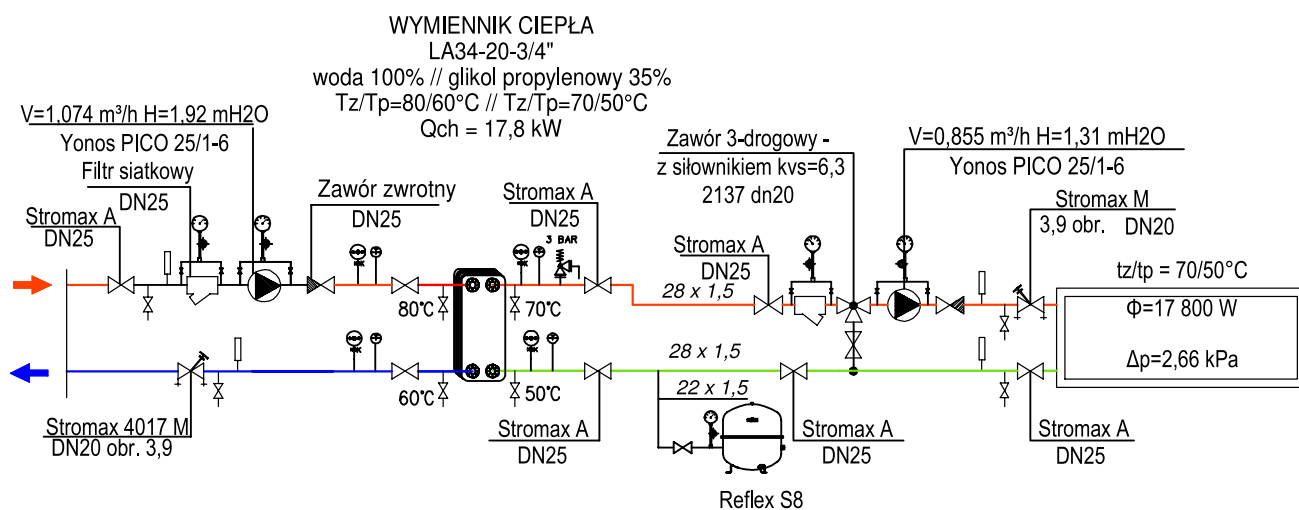 WYMIENNIK CIEPŁA
LA34-20-3/4"
woda 100% // glikol propylenowy 35%
Tz/Tp=80/60°C // Tz/Tp=70/50°C
Qch = 17,8 kW
V=1,074 m³/h H=1,92 mH2O
Yonos PICO 25/1-6
Filtr siatkowy
DN25
Stromax A
DN25
Zawór zwrotny
DN25
Stromax A
DN25
3 BAR
Zawór 3-drogowy -
z siłownikiem kvs=6,3
2137 dn20
V=0,855 m³/h H=1,31 mH2O
Yonos PICO 25/1-6
Stromax M
3,9 obr. DN20
Stromax A
DN25
28 x 1,5
tz/tp = 70/50°C
Φ=17 800 W
Δp=2,66 kPa
80°C
70°C
60°C
50°C
28 x 1,5
22 x 1,5
Stromax 4017 M
DN20 obr. 3,9
Stromax A
DN25
Reflex S8
Stromax A
DN25
Stromax A
DN25